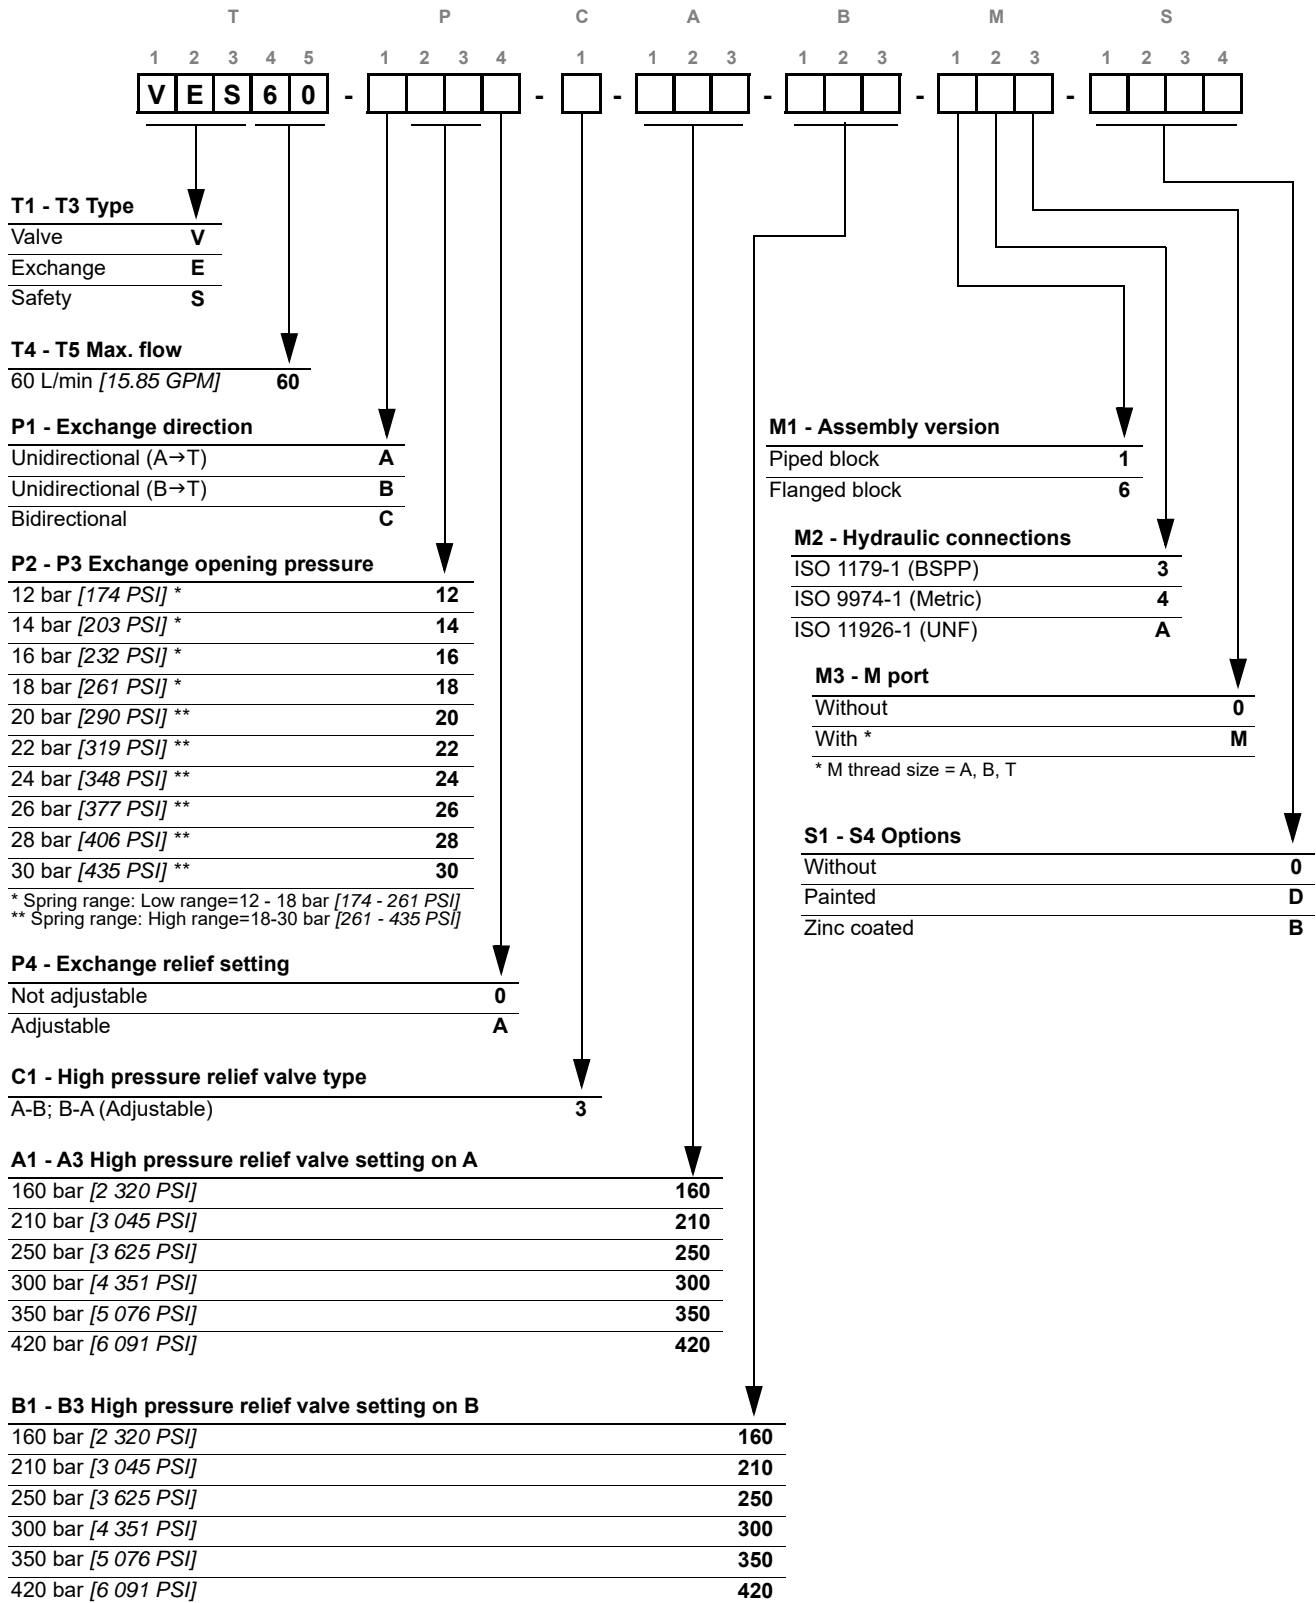 T P C A B M S
1 2 3 4 5 1 2 3 4 1 1 2 3 1 2 3 1 2 3 1 2 3 4
V E S 6 0 - - - - - -
T1 - T3 Type
Valve V
Exchange E
Safety S
T4 - T5 Max. flow
60 L/min [15.85 GPM] 60
P1 - Exchange direction
Unidirectional (A→T) A
Unidirectional (B→T) B
Bidirectional C
P2 - P3 Exchange opening pressure
12 bar [174 PSI] * 12
14 bar [203 PSI] * 14
16 bar [232 PSI] * 16
18 bar [261 PSI] * 18
20 bar [290 PSI] ** 20
22 bar [319 PSI] ** 22
24 bar [348 PSI] ** 24
26 bar [377 PSI] ** 26
28 bar [406 PSI] ** 28
30 bar [435 PSI] ** 30
* Spring range: Low range=12 - 18 bar [174 - 261 PSI]
** Spring range: High range=18-30 bar [261 - 435 PSI]
P4 - Exchange relief setting
Not adjustable 0
Adjustable A
C1 - High pressure relief valve type
A-B; B-A (Adjustable) 3
A1 - A3 High pressure relief valve setting on A
160 bar [2 320 PSI] 160
210 bar [3 045 PSI] 210
250 bar [3 625 PSI] 250
300 bar [4 351 PSI] 300
350 bar [5 076 PSI] 350
420 bar [6 091 PSI] 420
B1 - B3 High pressure relief valve setting on B
160 bar [2 320 PSI] 160
210 bar [3 045 PSI] 210
250 bar [3 625 PSI] 250
300 bar [4 351 PSI] 300
350 bar [5 076 PSI] 350
420 bar [6 091 PSI] 420
M1 - Assembly version
Piped block 1
Flanged block 6
M2 - Hydraulic connections
ISO 1179-1 (BSPP) 3
ISO 9974-1 (Metric) 4
ISO 11926-1 (UNF) A
M3 - M port
Without 0
With * M
* M thread size = A, B, T
S1 - S4 Options
Without 0
Painted D
Zinc coated B